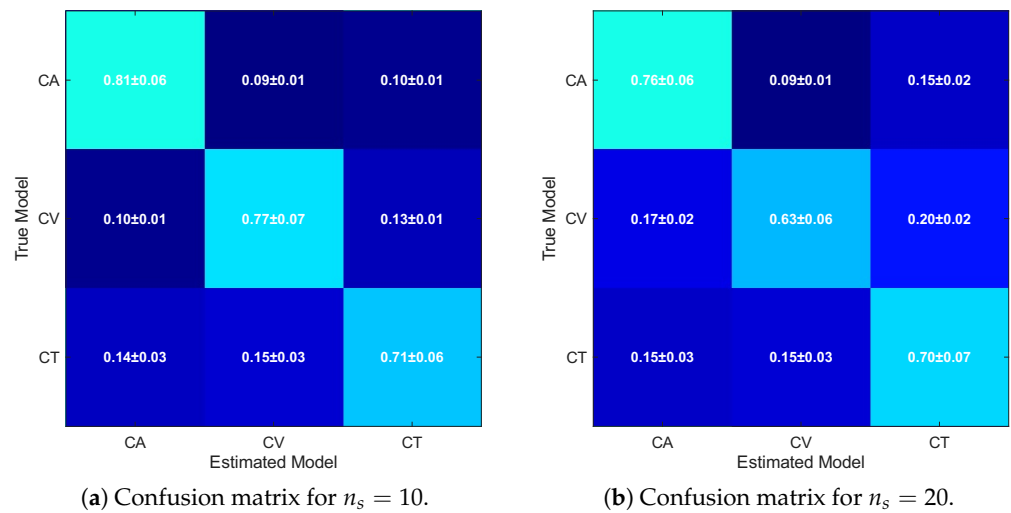 CA 0.81±0.06 0.09±0.01 0.10±0.01
CV 0.10±0.01 0.77±0.07 0.13±0.01
CT 0.14±0.03 0.15±0.03 0.71±0.06
True Model
CA CV CT
Estimated Model
(a) Confusion matrix for nₛ = 10.
CA 0.76±0.06 0.09±0.01 0.15±0.02
CV 0.17±0.02 0.63±0.06 0.20±0.02
CT 0.15±0.03 0.15±0.03 0.70±0.07
True Model
CA CV CT
Estimated Model
(b) Confusion matrix for nₛ = 20.